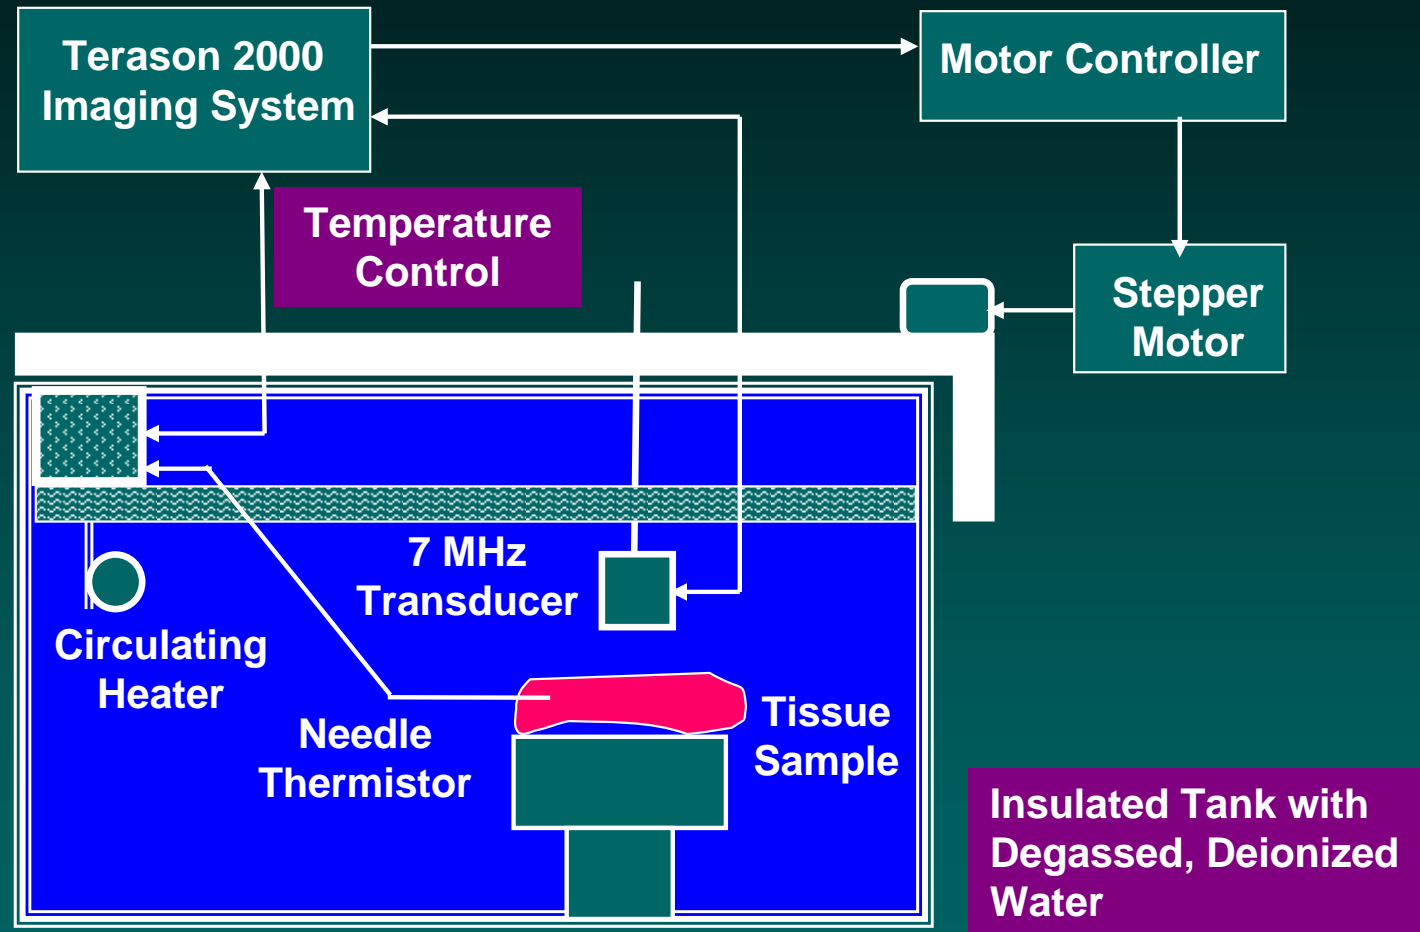 Terason 2000
Imaging System
Motor Controller
Temperature
Control
Stepper
Motor
7 MHz
Transducer
Circulating
Heater
Needle
Thermistor
Tissue
Sample
Insulated Tank with
Degassed, Deionized
Water